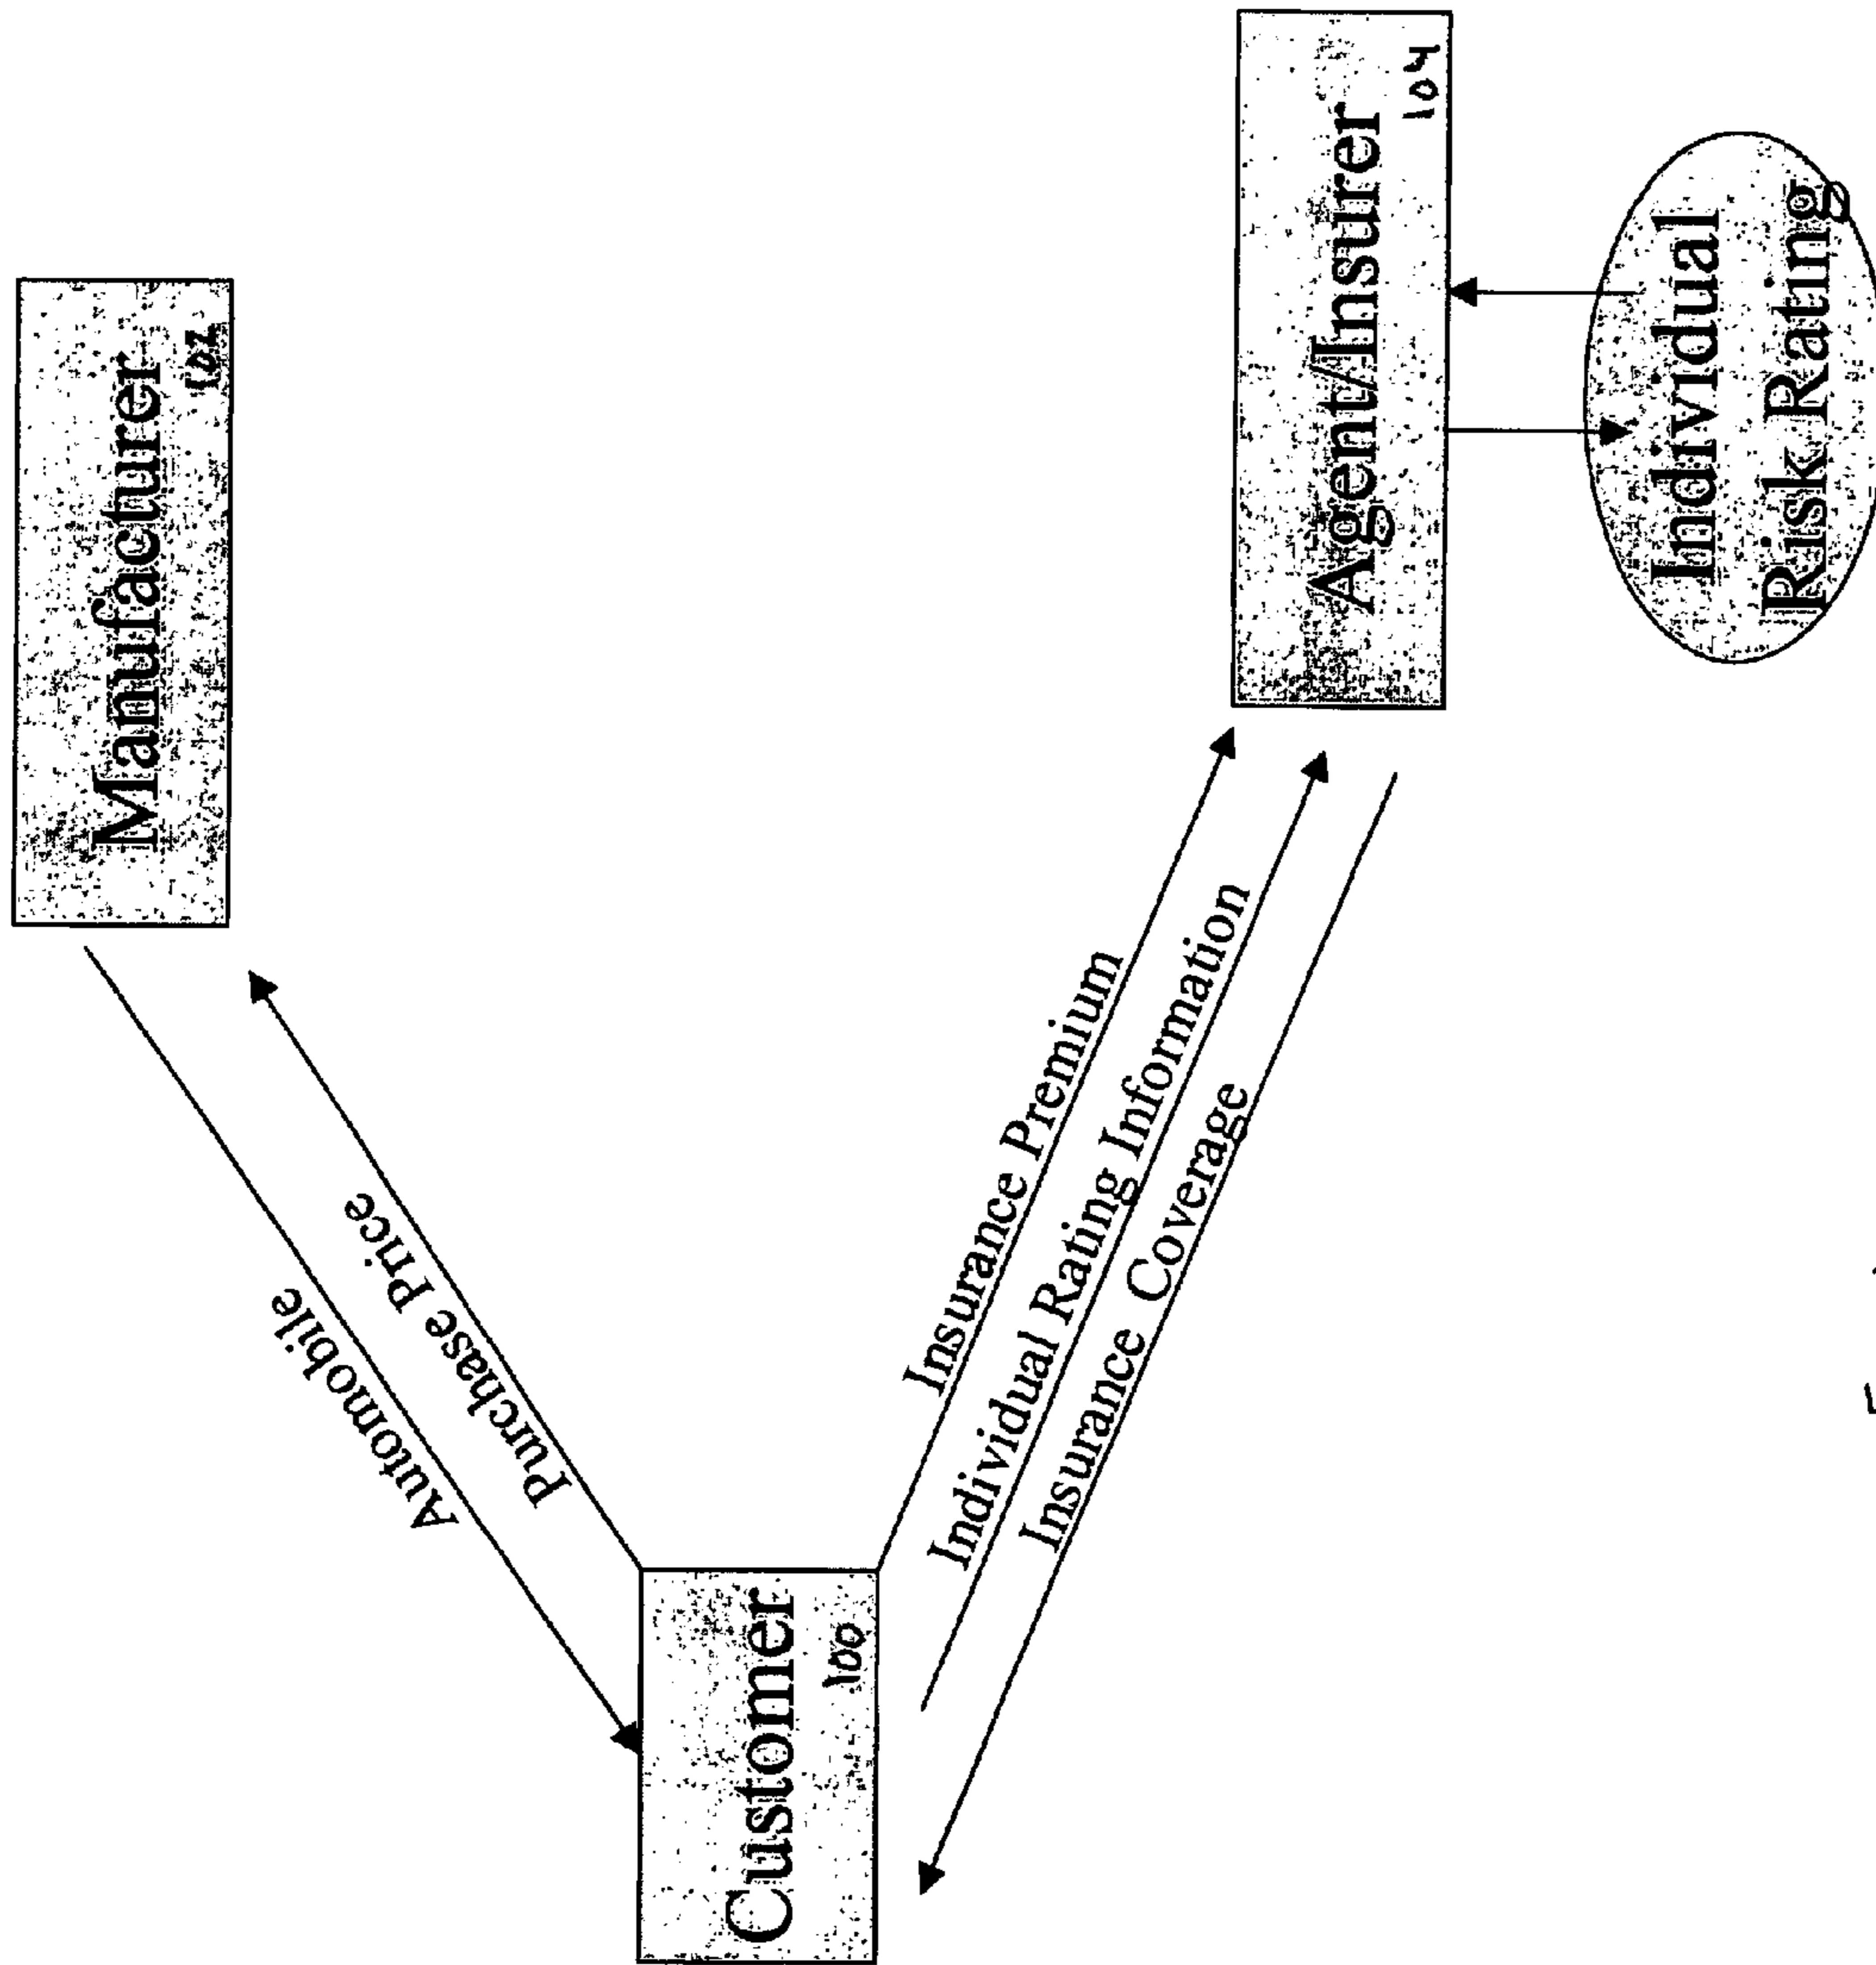 Manufacturer
102
Automobile
Purchase Price
Customer
100
Insurance Premium
Individual Rating Information
Insurance Coverage
Agent/Insurer
104
Individual
Risk Rating